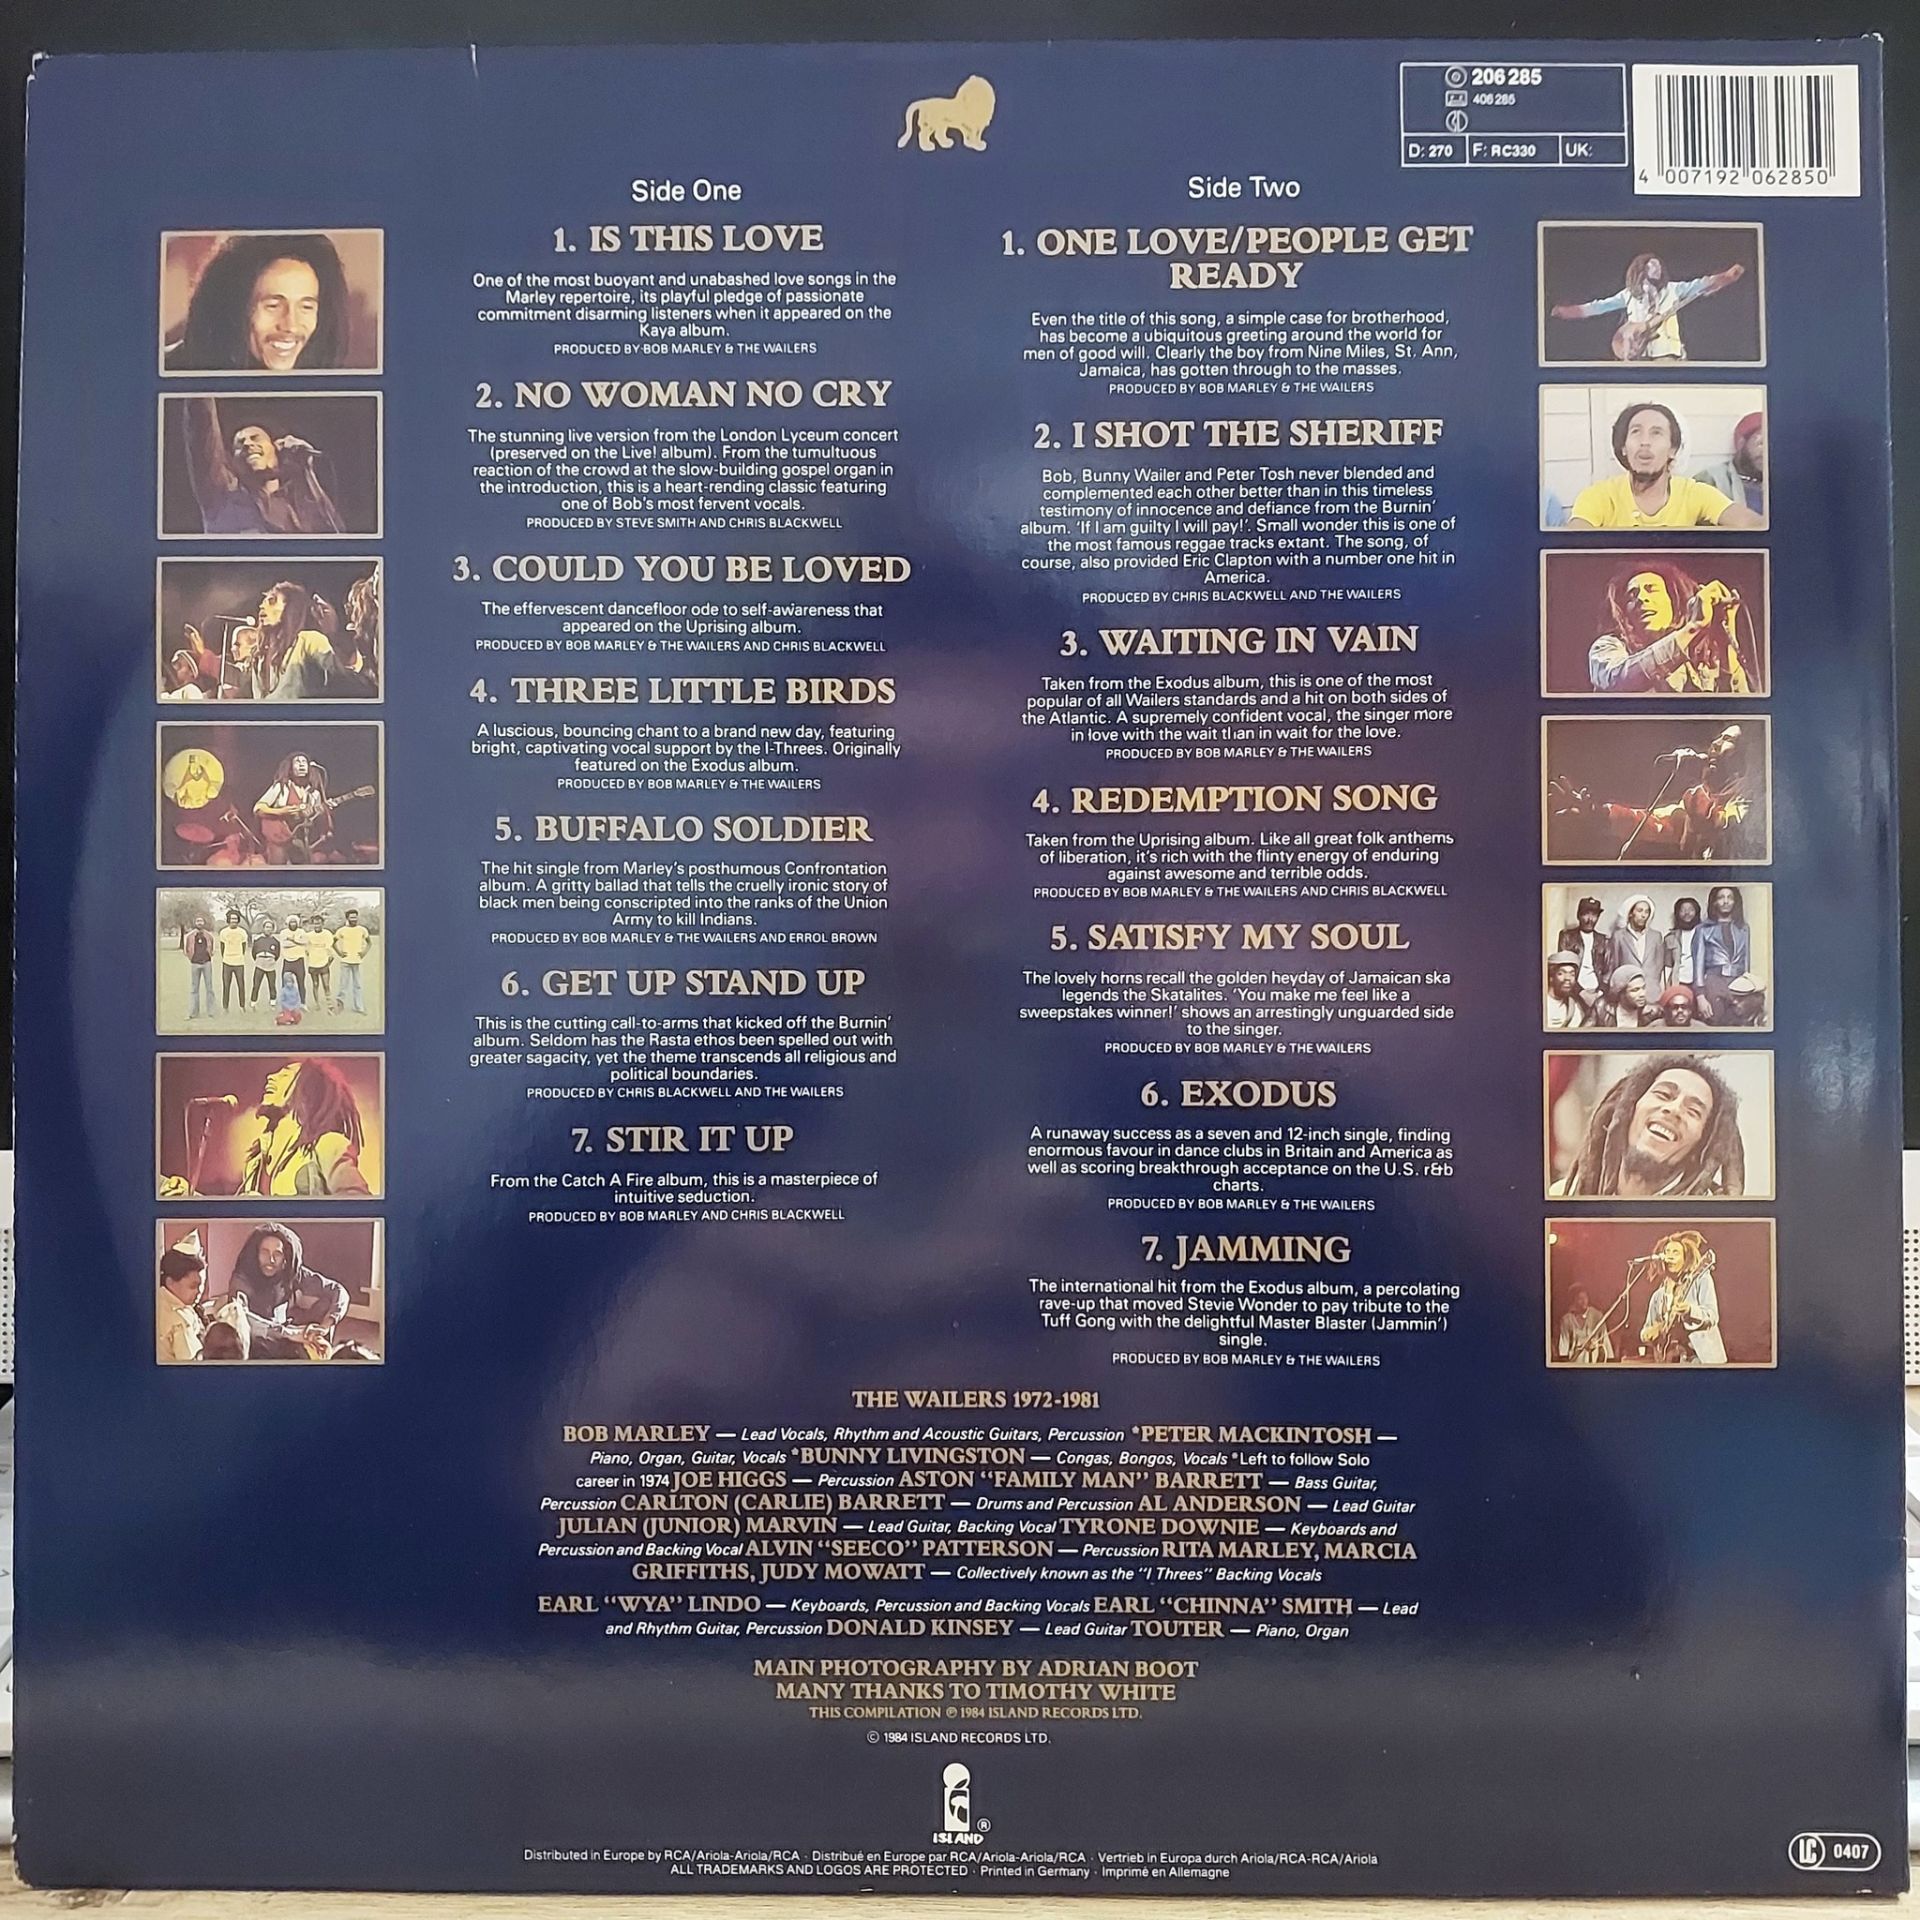 206 285
406 285
D: 270
F: RC330
UK:
4 007192 062850
Side One
1. IS THIS LOVE
One of the most buoyant and unabashed love songs in the
Marley repertoire, its playful pledge of passionate
commitment disarming listeners when it appeared on the
Kaya album.
PRODUCED BY BOB MARLEY & THE WAILERS
2. NO WOMAN NO CRY
The stunning live version from the London Lyceum concert
(preserved on the Live! album). From the tumultuous
reaction of the crowd at the slow-building gospel organ in
the introduction, this is a heart-rending classic featuring
one of Bob's most fervent vocals.
PRODUCED BY STEVE SMITH AND CHRIS BLACKWELL
3. COULD YOU BE LOVED
The effervescent dancefloor ode to self-awareness that
appeared on the Uprising album.
PRODUCED BY BOB MARLEY & THE WAILERS AND CHRIS BLACKWELL
4. THREE LITTLE BIRDS
A luscious, bouncing chant to a brand new day, featuring
bright, captivating vocal support by the I-Threes. Originally
featured on the Exodus album.
PRODUCED BY BOB MARLEY & THE WAILERS
5. BUFFALO SOLDIER
The hit single from Marley's posthumous Confrontation
album. A gritty ballad that tells the cruelly ironic story of
black men being conscripted into the ranks of the Union
Army to kill Indians.
PRODUCED BY BOB MARLEY & THE WAILERS AND ERROL BROWN
6. GET UP STAND UP
This is the cutting call-to-arms that kicked off the Burnin'
album. Seldom has the Rasta ethos been spelled out with
greater sagacity, yet the theme transcends all religious and
political boundaries.
PRODUCED BY CHRIS BLACKWELL AND THE WAILERS
7. STIR IT UP
From the Catch A Fire album, this is a masterpiece of
intuitive seduction.
PRODUCED BY BOB MARLEY AND CHRIS BLACKWELL
Side Two
1. ONE LOVE/PEOPLE GET
READY
Even the title of this song, a simple case for brotherhood,
has become a ubiquitous greeting around the world for
men of good will. Clearly the boy from Nine Miles, St. Ann,
Jamaica, has gotten through to the masses.
PRODUCED BY BOB MARLEY & THE WAILERS
2. I SHOT THE SHERIFF
Bob, Bunny Wailer and Peter Tosh never blended and
complemented each other better than in this timeless
testimony of innocence and defiance from the Burnin'
album. 'If I am guilty I will pay!'. Small wonder this is one of
the most famous reggae tracks extant. The song, of
course, also provided Eric Clapton with a number one hit in
America.
PRODUCED BY CHRIS BLACKWELL AND THE WAILERS
3. WAITING IN VAIN
Taken from the Exodus album, this is one of the most
popular of all Wailers standards and a hit on both sides of
the Atlantic. A supremely confident vocal, the singer more
in love with the wait than in wait for the love.
PRODUCED BY BOB MARLEY & THE WAILERS
4. REDEMPTION SONG
Taken from the Uprising album. Like all great folk anthems
of liberation, it's rich with the flinty energy of enduring
against awesome and terrible odds.
PRODUCED BY BOB MARLEY & THE WAILERS AND CHRIS BLACKWELL
5. SATISFY MY SOUL
The lovely horns recall the golden heyday of Jamaican ska
legends the Skatalites. 'You make me feel like a
sweepstakes winner!' shows an arrestingly unguarded side
to the singer.
PRODUCED BY BOB MARLEY & THE WAILERS
6. EXODUS
A runaway success as a seven and 12-inch single, finding
enormous favour in dance clubs in Britain and America as
well as scoring breakthrough acceptance on the U.S. r&b
charts.
PRODUCED BY BOB MARLEY & THE WAILERS
7. JAMMING
The international hit from the Exodus album, a percolating
rave-up that moved Stevie Wonder to pay tribute to the
Tuff Gong with the delightful Master Blaster (Jammin')
single.
PRODUCED BY BOB MARLEY & THE WAILERS
THE WAILERS 1972-1981
BOB MARLEY — Lead Vocals, Rhythm and Acoustic Guitars, Percussion *PETER MACKINTOSH —
Piano, Organ, Guitar, Vocals *BUNNY LIVINGSTON — Congas, Bongos, Vocals *Left to follow Solo
career in 1974 JOE HIGGS — Percussion ASTON "FAMILY MAN" BARRETT — Bass Guitar,
Percussion CARLTON (CARLIE) BARRETT — Drums and Percussion AL ANDERSON — Lead Guitar
JULIAN (JUNIOR) MARVIN — Lead Guitar, Backing Vocal TYRONE DOWNIE — Keyboards and
Percussion and Backing Vocal ALVIN "SEECO" PATTERSON — Percussion RITA MARLEY, MARCIA
GRIFFITHS, JUDY MOWATT — Collectively known as the "I Threes" Backing Vocals
EARL "WYA" LINDO — Keyboards, Percussion and Backing Vocals EARL "CHINNA" SMITH — Lead
and Rhythm Guitar, Percussion DONALD KINSEY — Lead Guitar TOUTER — Piano, Organ
MAIN PHOTOGRAPHY BY ADRIAN BOOT
MANY THANKS TO TIMOTHY WHITE
THIS COMPILATION ℗ 1984 ISLAND RECORDS LTD.
© 1984 ISLAND RECORDS LTD.
ISLAND ®
Distributed in Europe by RCA/Ariola-Ariola/RCA · Distribué en Europe par RCA/Ariola-Ariola/RCA · Vertrieb in Europa durch Ariola/RCA-RCA/Ariola
ALL TRADEMARKS AND LOGOS ARE PROTECTED · Printed in Germany · Imprimé en Allemagne
LC 0407